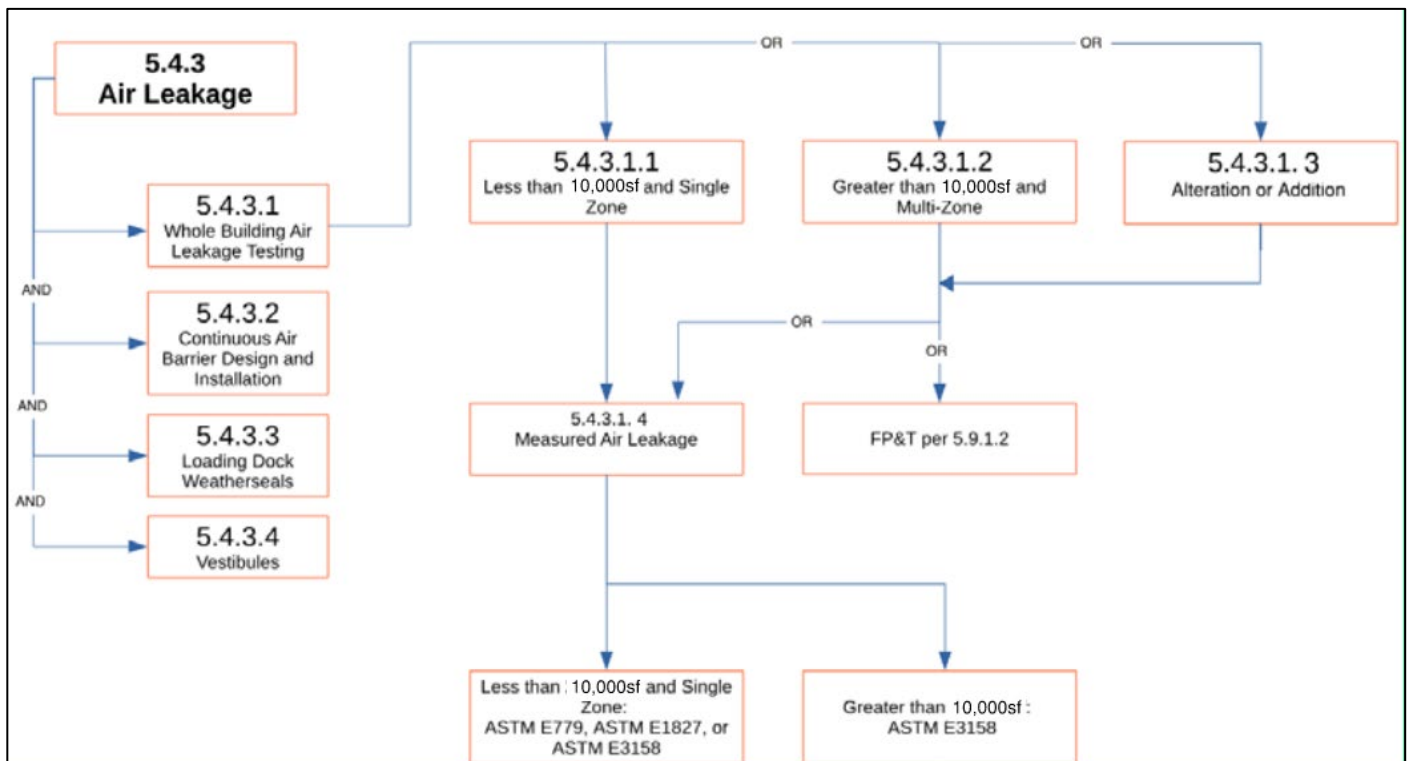 5.4.3
Air Leakage
OR
OR
5.4.3.1.1
Less than 10,000sf and Single
Zone
5.4.3.1.2
Greater than 10,000sf and
Multi-Zone
5.4.3.1. 3
Alteration or Addition
5.4.3.1
Whole Building Air
Leakage Testing
AND
5.4.3.2
Continuous Air
Barrier Design and
Installation
OR
OR
AND
5.4.3.3
Loading Dock
Weatherseals
5.4.3.1. 4
Measured Air Leakage
FP&T per 5.9.1.2
AND
5.4.3.4
Vestibules
Less than 10,000sf and Single
Zone:
ASTM E779, ASTM E1827, or
ASTM E3158
Greater than 10,000sf :
ASTM E3158